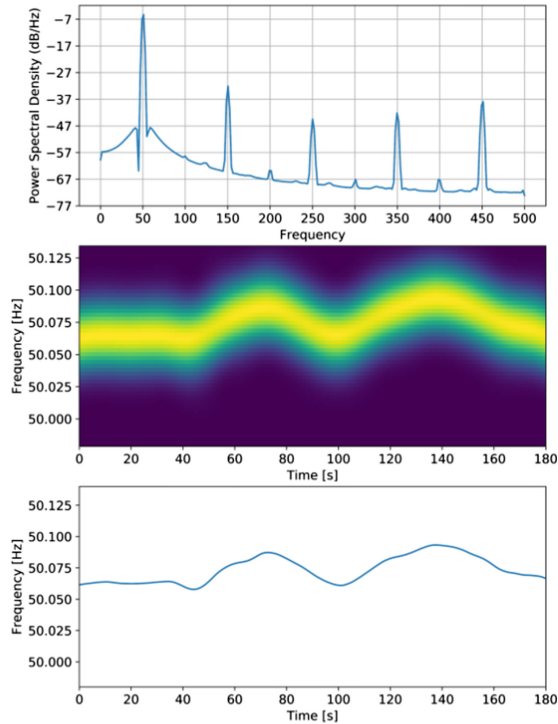 Power Spectral Density (dB/Hz)
−7
−17
−27
−37
−47
−57
−67
−77
0 50 100 150 200 250 300 350 400 450 500
Frequency
Frequency [Hz]
50.125
50.100
50.075
50.050
50.025
50.000
0 20 40 60 80 100 120 140 160 180
Time [s]
Frequency [Hz]
50.125
50.100
50.075
50.050
50.025
50.000
0 20 40 60 80 100 120 140 160 180
Time [s]